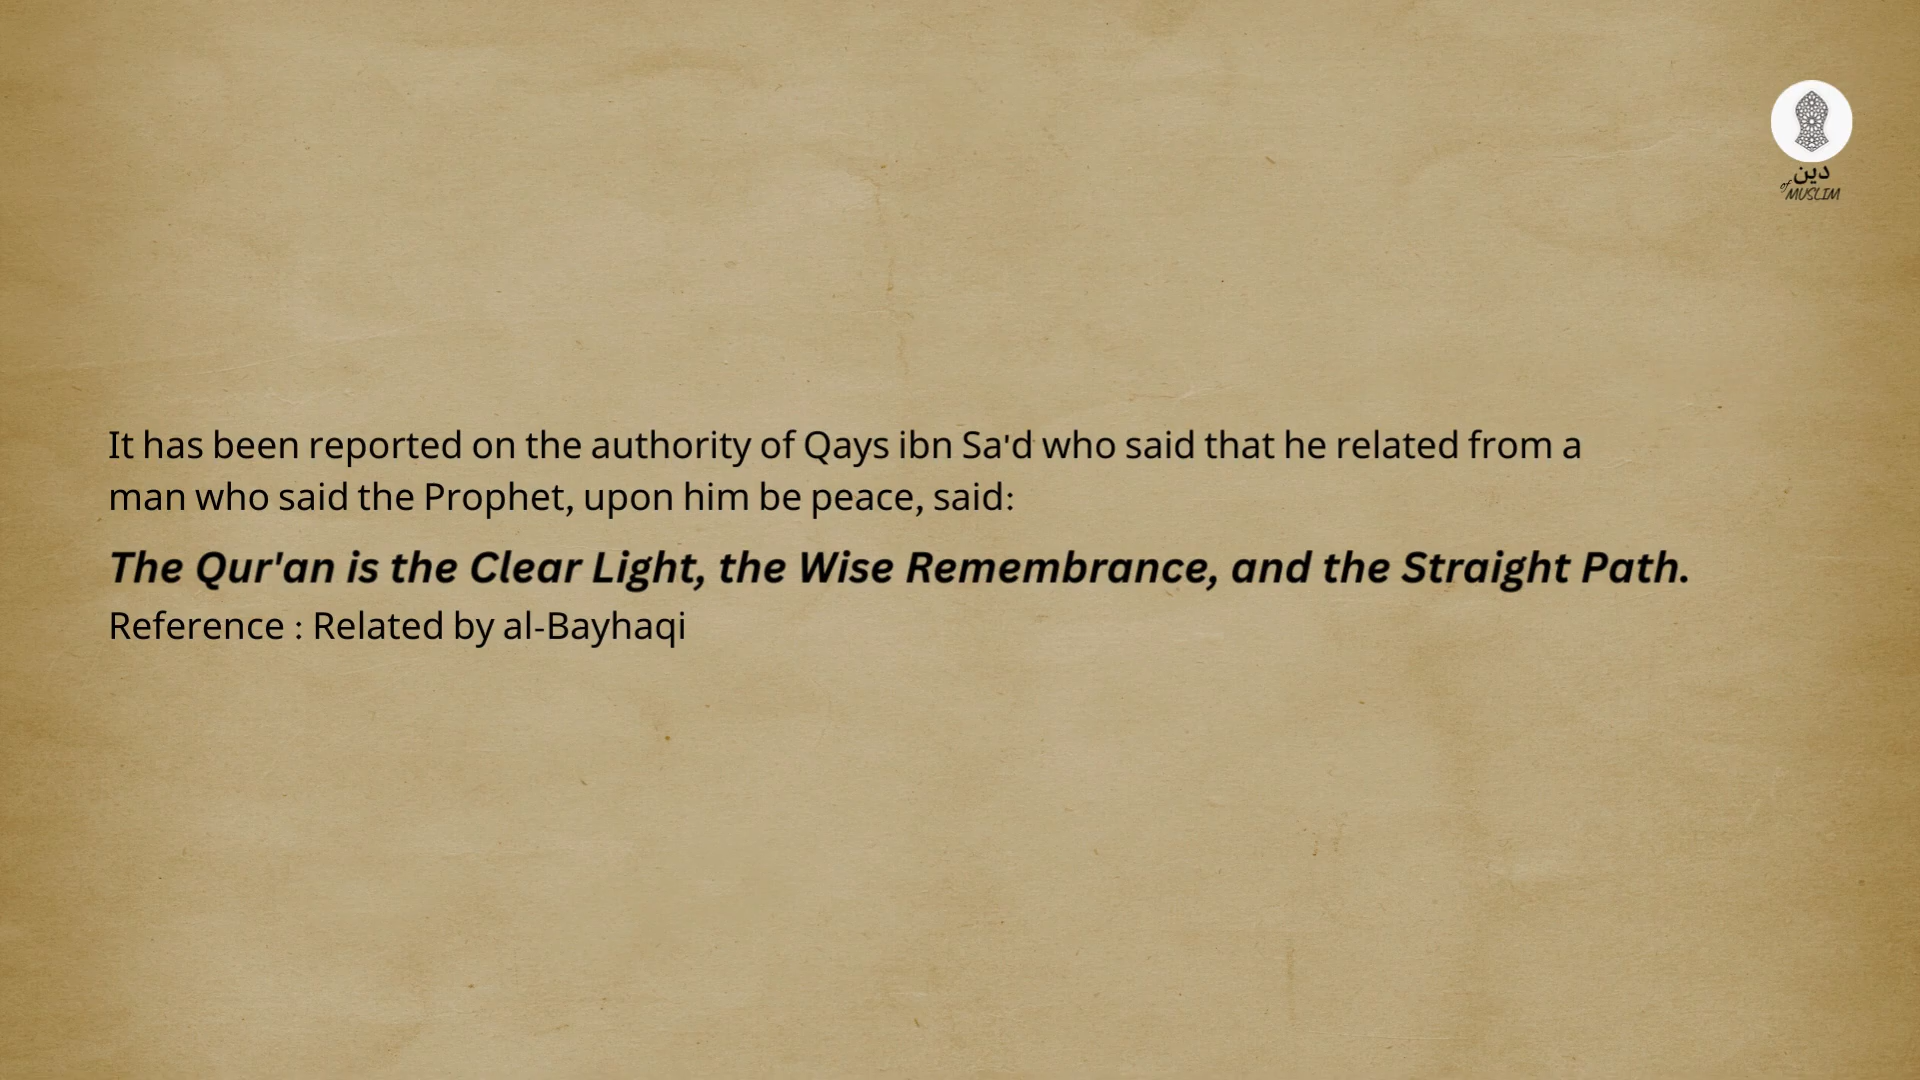 دين
of MUSLIM
It has been reported on the authority of Qays ibn Sa'd who said that he related from a
man who said the Prophet, upon him be peace, said:
The Qur'an is the Clear Light, the Wise Remembrance, and the Straight Path.
Reference : Related by al-Bayhaqi